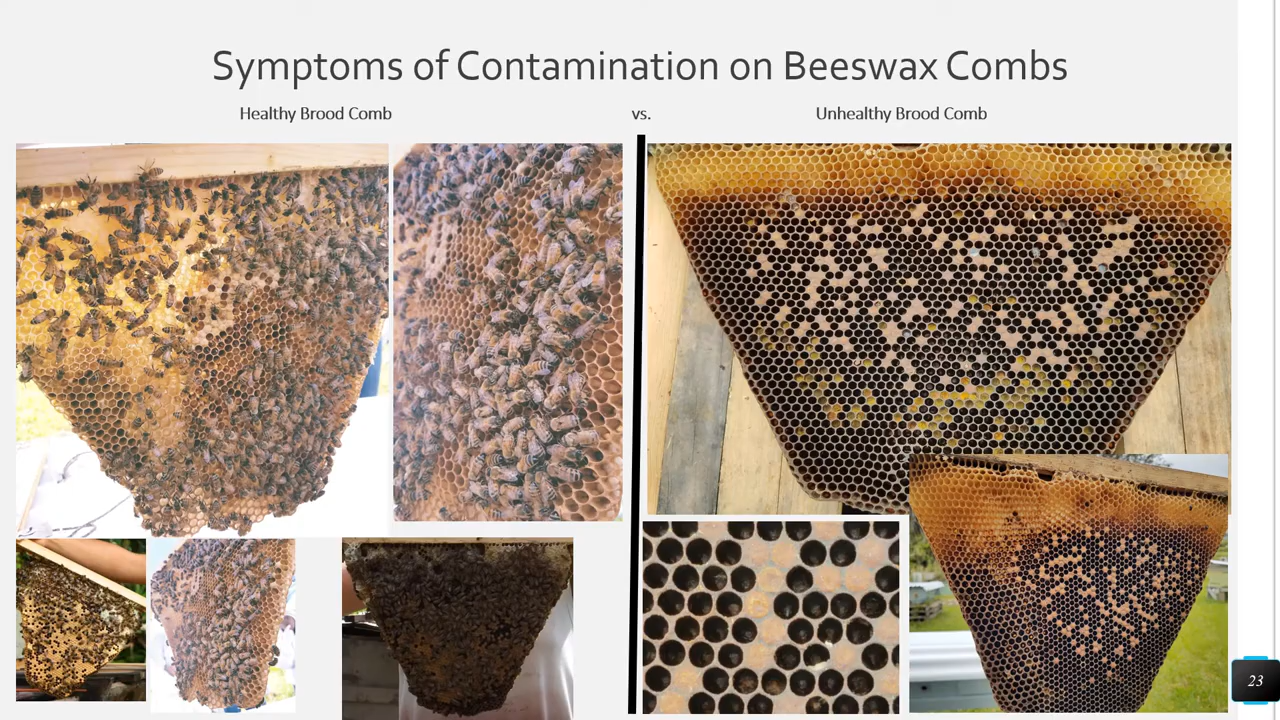 Symptoms of Contamination on Beeswax Combs
Healthy Brood Comb vs. Unhealthy Brood Comb
23